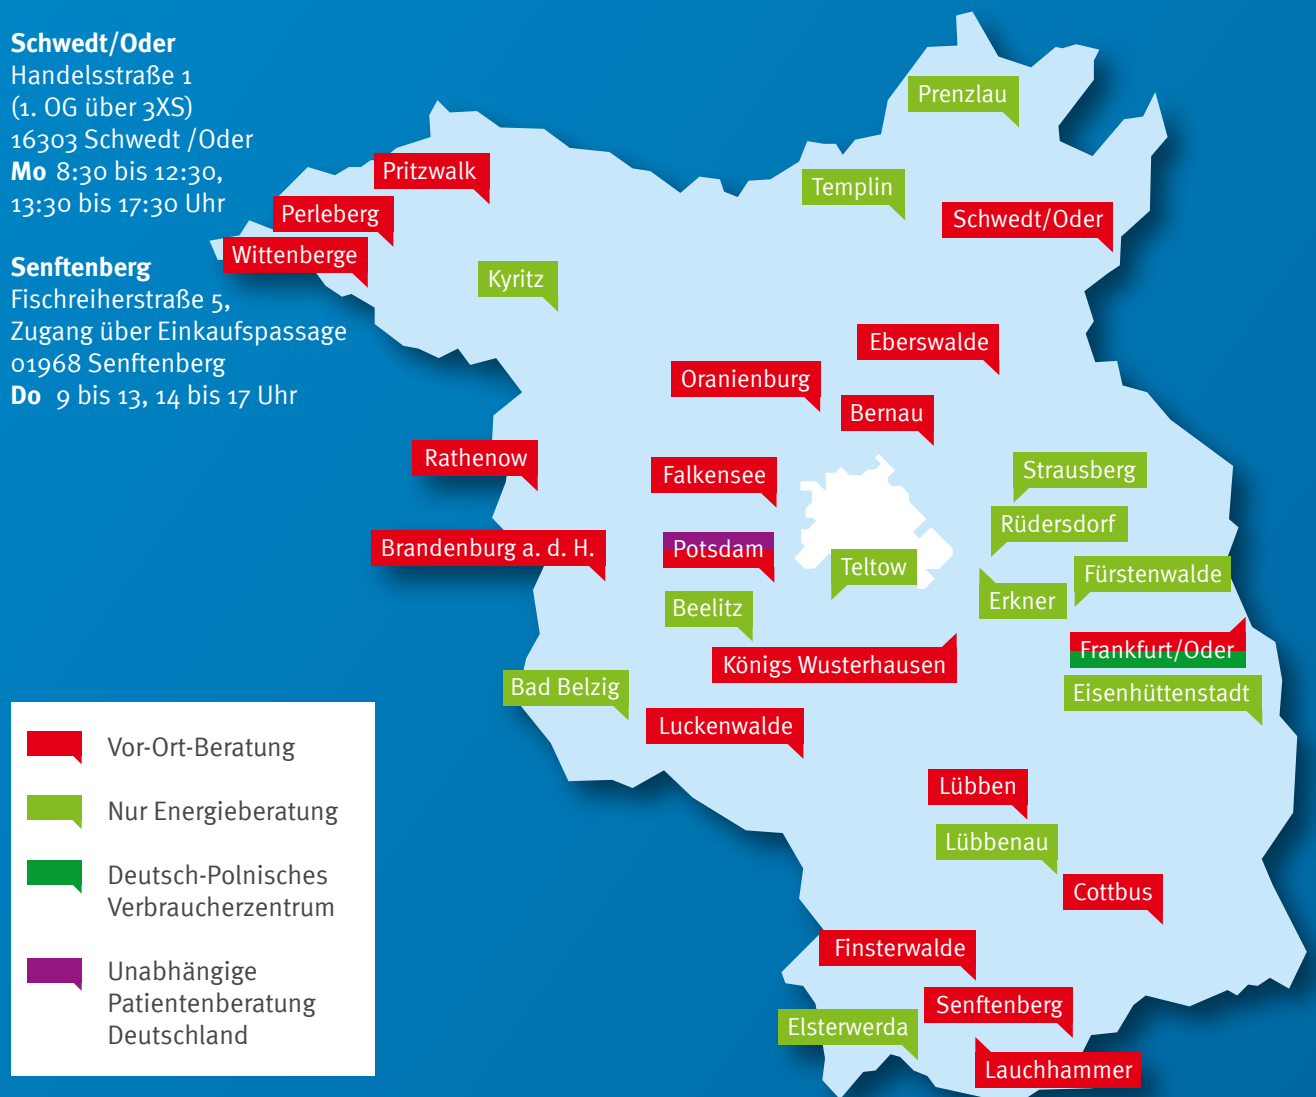 Schwedt/Oder
Handelsstraße 1
(1. OG über 3XS)
16303 Schwedt /Oder
Mo 8:30 bis 12:30,
13:30 bis 17:30 Uhr
Senftenberg
Fischreiherstraße 5,
Zugang über Einkaufspassage
01968 Senftenberg
Do 9 bis 13, 14 bis 17 Uhr
Prenzlau
Pritzwalk
Templin
Perleberg
Schwedt/Oder
Wittenberge
Kyritz
Eberswalde
Oranienburg
Bernau
Rathenow
Falkensee
Strausberg
Rüdersdorf
Brandenburg a. d. H.
Potsdam
Teltow
Fürstenwalde
Erkner
Beelitz
Frankfurt/Oder
Königs Wusterhausen
Bad Belzig
Eisenhüttenstadt
Luckenwalde
Lübben
Lübbenau
Cottbus
Finsterwalde
Senftenberg
Elsterwerda
Lauchhammer
Vor-Ort-Beratung
Nur Energieberatung
Deutsch-Polnisches
Verbraucherzentrum
Unabhängige
Patientenberatung
Deutschland